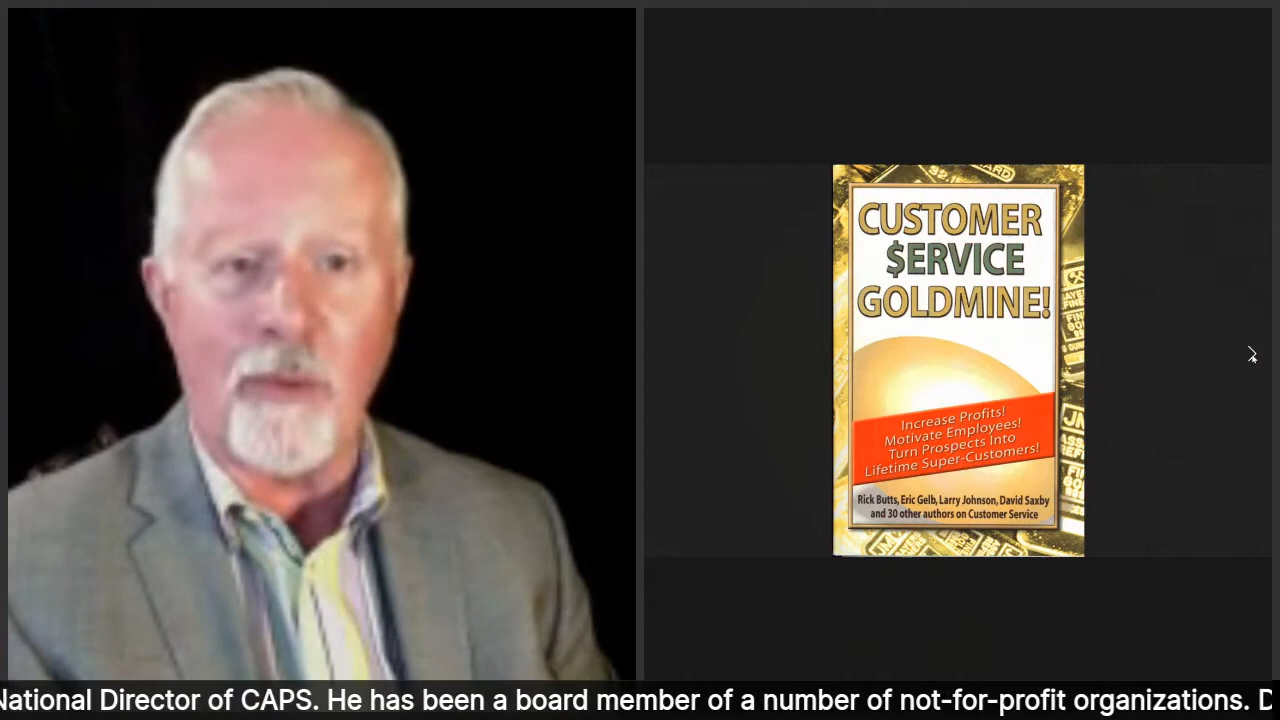 CUSTOMER
$ERVICE
GOLDMINE!
Increase Profits!
Motivate Employees!
Turn Prospects Into
Lifetime Super-Customers!
Rick Butts, Eric Gelb, Larry Johnson, David Saxby
and 30 other authors on Customer Service
National Director of CAPS. He has been a board member of a number of not-for-profit organizations. D